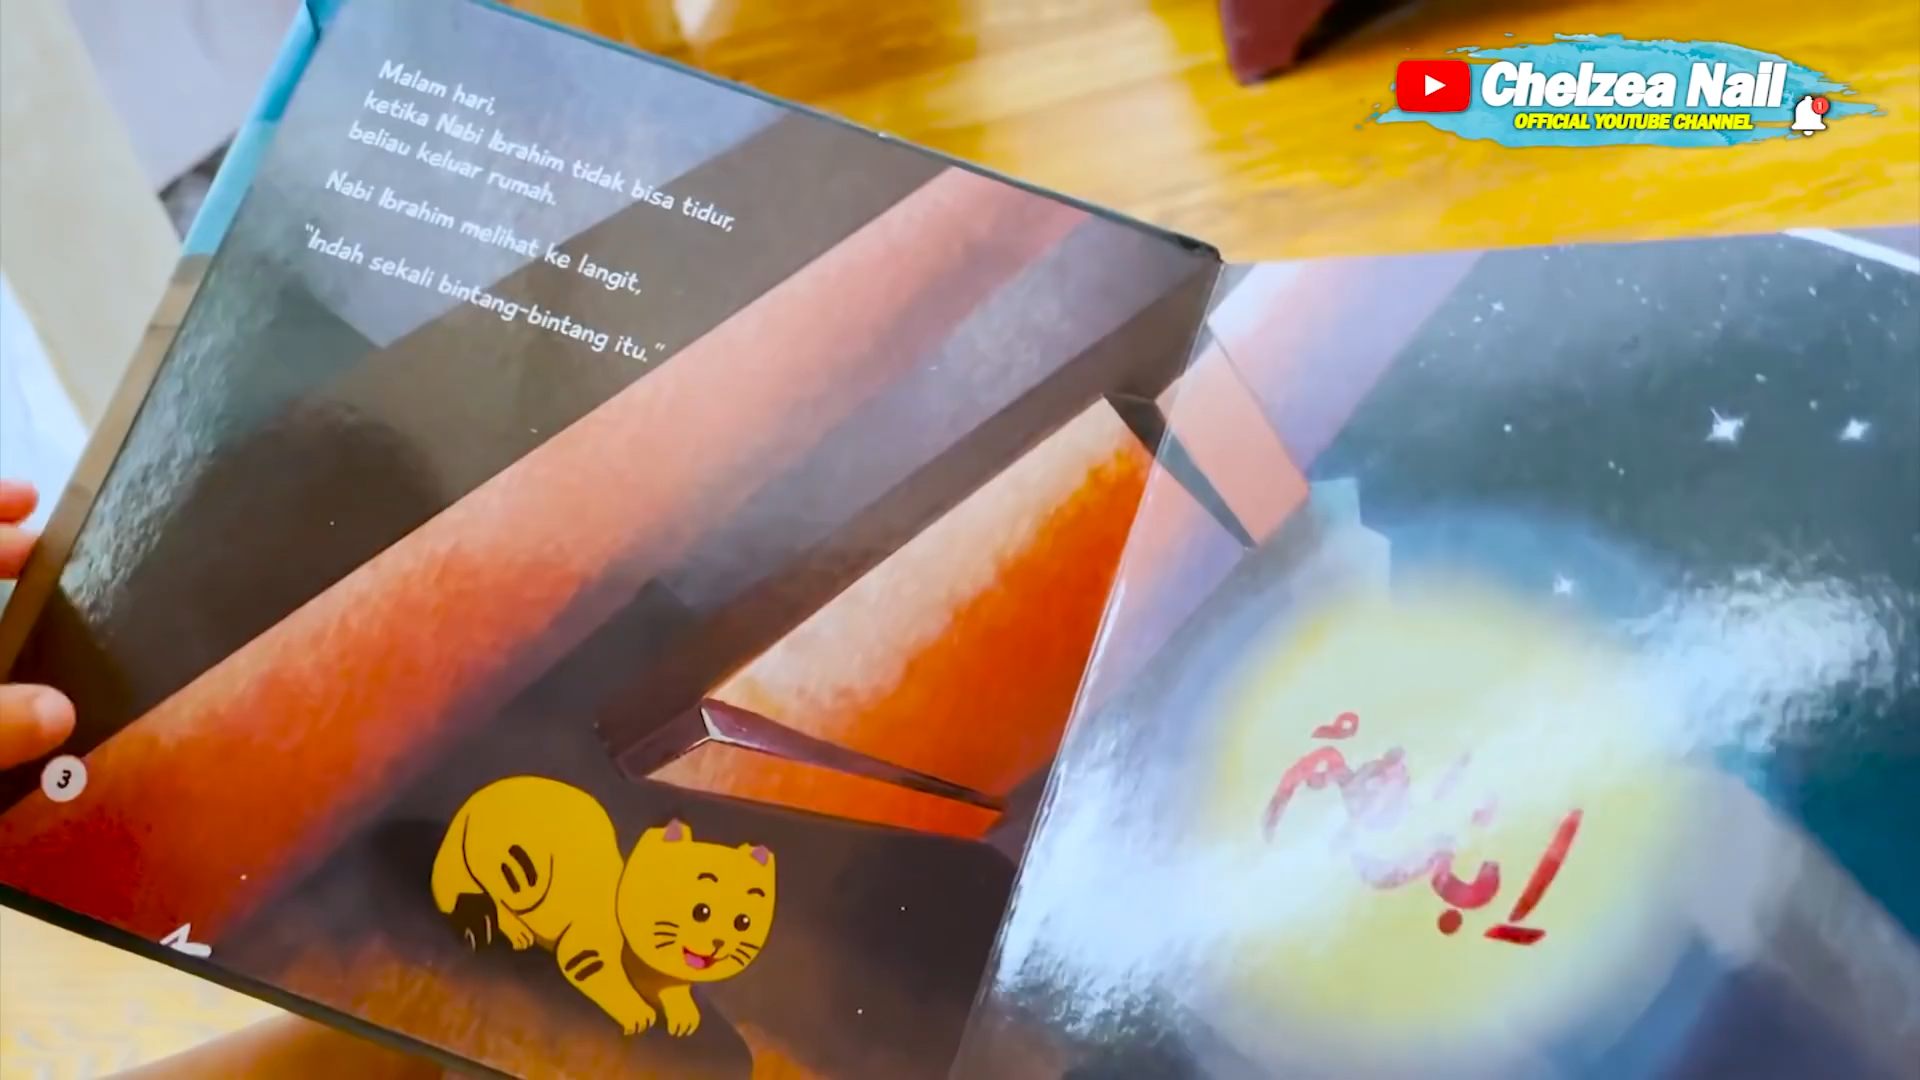 Malam hari,
ketika Nabi Ibrahim tidak bisa tidur,
beliau keluar rumah.
Nabi Ibrahim melihat ke langit,
"Indah sekali bintang-bintang itu."
3
Chelzea Nail
OFFICIAL YOUTUBE CHANNEL
1